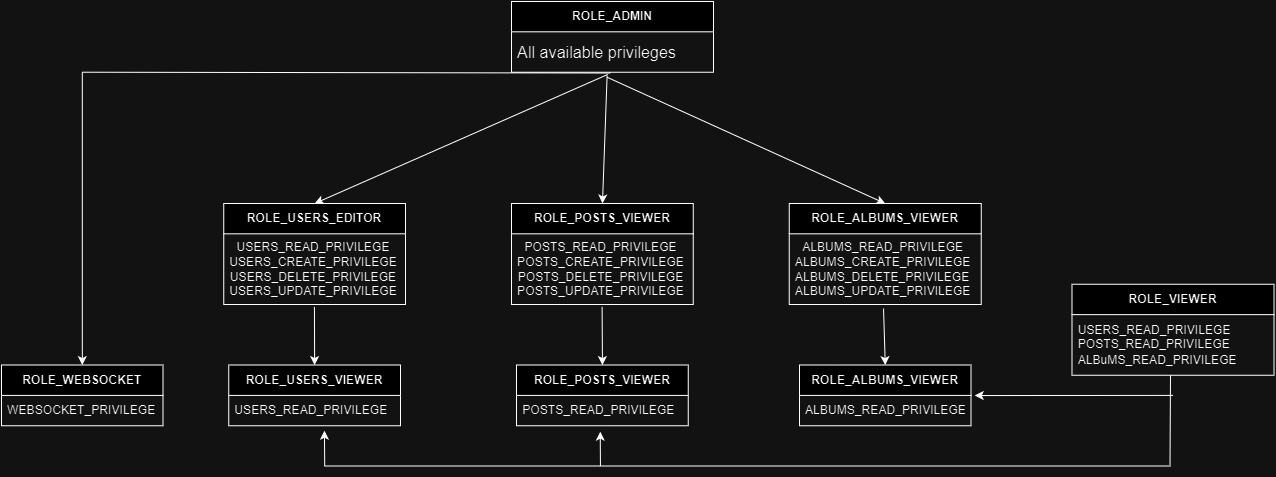 ROLE_ADMIN
All available privileges
ROLE_USERS_EDITOR
USERS_READ_PRIVILEGE
USERS_CREATE_PRIVILEGE
USERS_DELETE_PRIVILEGE
USERS_UPDATE_PRIVILEGE
ROLE_POSTS_VIEWER
POSTS_READ_PRIVILEGE
POSTS_CREATE_PRIVILEGE
POSTS_DELETE_PRIVILEGE
POSTS_UPDATE_PRIVILEGE
ROLE_ALBUMS_VIEWER
ALBUMS_READ_PRIVILEGE
ALBUMS_CREATE_PRIVILEGE
ALBUMS_DELETE_PRIVILEGE
ALBUMS_UPDATE_PRIVILEGE
ROLE_VIEWER
USERS_READ_PRIVILEGE
POSTS_READ_PRIVILEGE
ALBuMS_READ_PRIVILEGE
ROLE_WEBSOCKET
WEBSOCKET_PRIVILEGE
ROLE_USERS_VIEWER
USERS_READ_PRIVILEGE
ROLE_POSTS_VIEWER
POSTS_READ_PRIVILEGE
ROLE_ALBUMS_VIEWER
ALBUMS_READ_PRIVILEGE